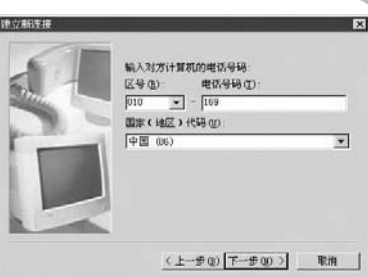 建立新连接
输入对方计算机的电话号码:
区号(E): 电话号码(T):
010 - 169
国家(地区)代码(U):
中国 (86)
<上一步(B) 下一步(N) > 取消